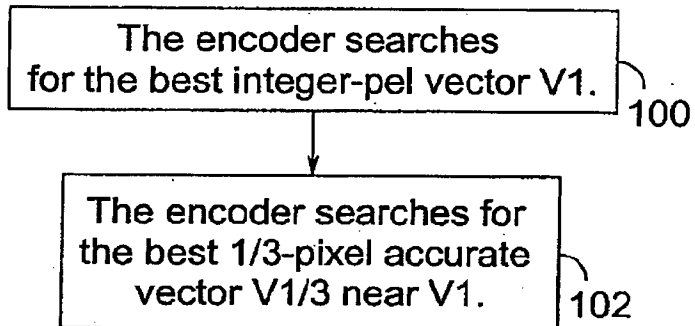 The encoder searches
for the best integer-pel vector V1.
100
The encoder searches for
the best 1/3-pixel accurate
vector V1/3 near V1.
102